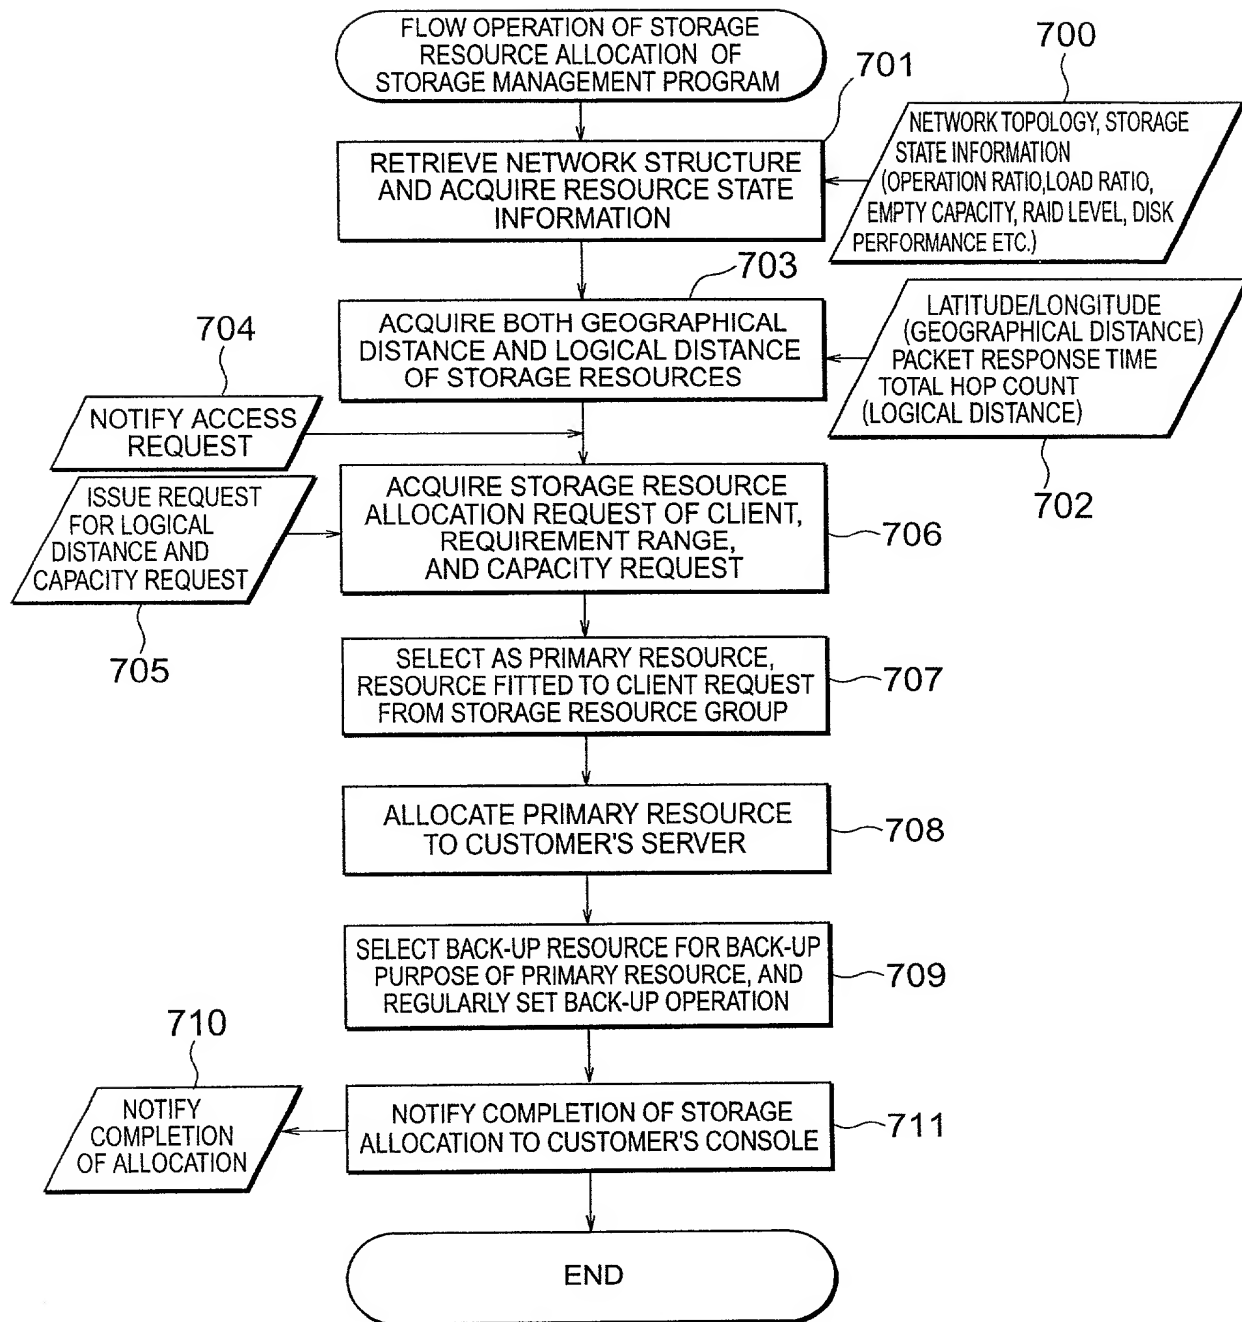 FLOW OPERATION OF STORAGE
RESOURCE ALLOCATION OF
STORAGE MANAGEMENT PROGRAM
700
701
NETWORK TOPOLOGY, STORAGE
STATE INFORMATION
(OPERATION RATIO,LOAD RATIO,
EMPTY CAPACITY, RAID LEVEL, DISK
PERFORMANCE ETC.)
RETRIEVE NETWORK STRUCTURE
AND ACQUIRE RESOURCE STATE
INFORMATION
703
ACQUIRE BOTH GEOGRAPHICAL
DISTANCE AND LOGICAL DISTANCE
OF STORAGE RESOURCES
LATITUDE/LONGITUDE
(GEOGRAPHICAL DISTANCE)
PACKET RESPONSE TIME
TOTAL HOP COUNT
(LOGICAL DISTANCE)
702
704
NOTIFY ACCESS
REQUEST
ISSUE REQUEST
FOR LOGICAL
DISTANCE AND
CAPACITY REQUEST
705
ACQUIRE STORAGE RESOURCE
ALLOCATION REQUEST OF CLIENT,
REQUIREMENT RANGE,
AND CAPACITY REQUEST
706
SELECT AS PRIMARY RESOURCE,
RESOURCE FITTED TO CLIENT REQUEST
FROM STORAGE RESOURCE GROUP
707
ALLOCATE PRIMARY RESOURCE
TO CUSTOMER'S SERVER
708
SELECT BACK-UP RESOURCE FOR BACK-UP
PURPOSE OF PRIMARY RESOURCE, AND
REGULARLY SET BACK-UP OPERATION
709
710
NOTIFY
COMPLETION
OF ALLOCATION
NOTIFY COMPLETION OF STORAGE
ALLOCATION TO CUSTOMER'S CONSOLE
711
END